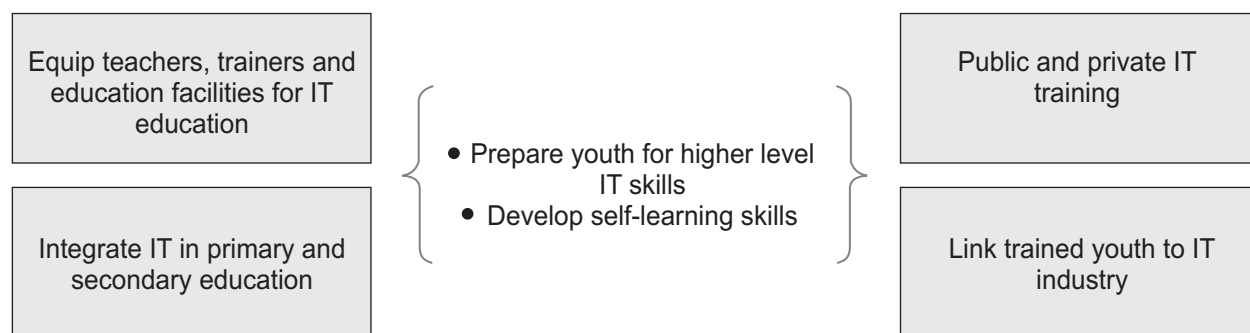 Equip teachers, trainers and
education facilities for IT
education
Integrate IT in primary and
secondary education
• Prepare youth for higher level
IT skills
• Develop self-learning skills
Public and private IT
training
Link trained youth to IT
industry